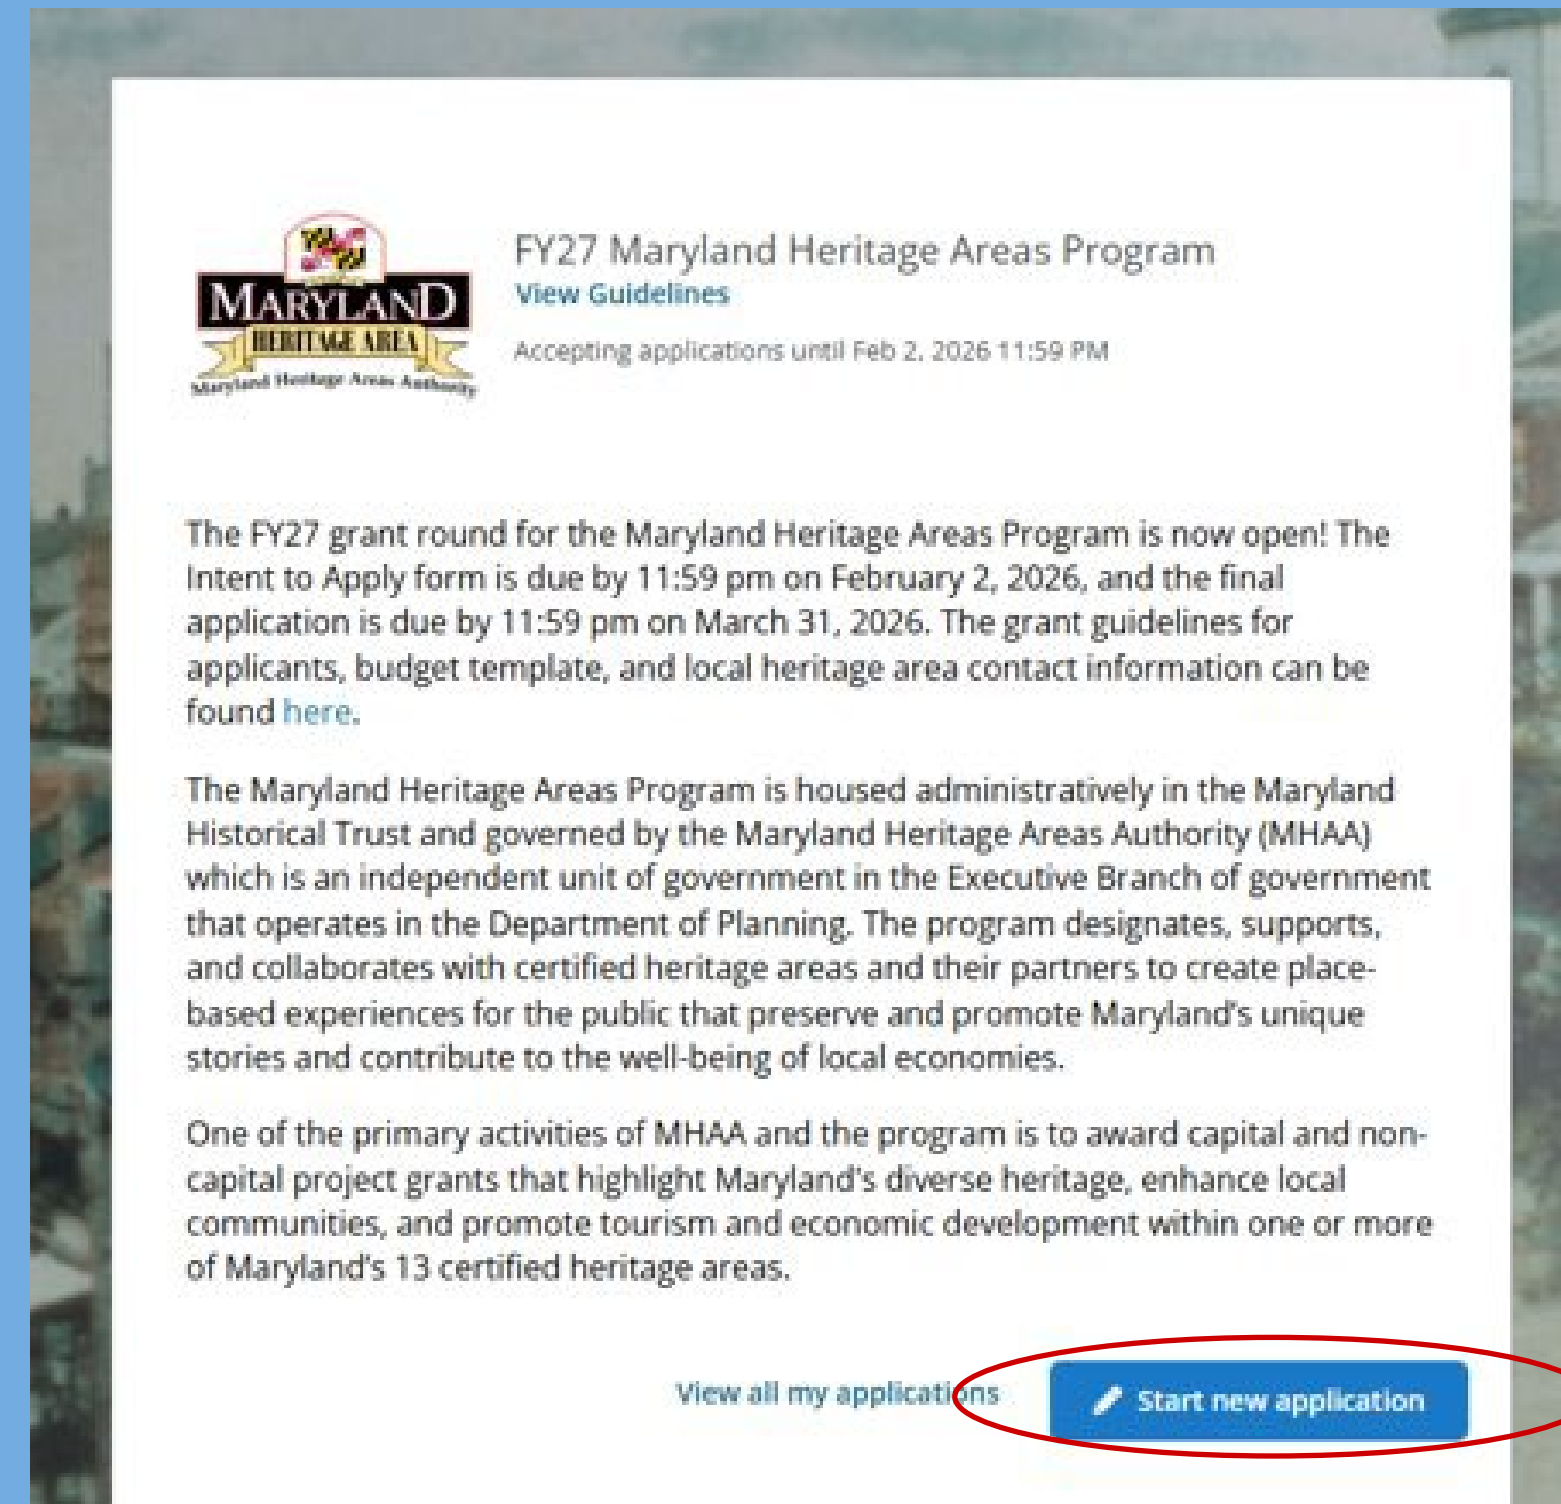 MARYLAND
HERITAGE AREA
Maryland Heritage Areas Authority
FY27 Maryland Heritage Areas Program
View Guidelines
Accepting applications until Feb 2, 2026 11:59 PM
The FY27 grant round for the Maryland Heritage Areas Program is now open! The
Intent to Apply form is due by 11:59 pm on February 2, 2026, and the final
application is due by 11:59 pm on March 31, 2026. The grant guidelines for
applicants, budget template, and local heritage area contact information can be
found here.
The Maryland Heritage Areas Program is housed administratively in the Maryland
Historical Trust and governed by the Maryland Heritage Areas Authority (MHAA)
which is an independent unit of government in the Executive Branch of government
that operates in the Department of Planning. The program designates, supports,
and collaborates with certified heritage areas and their partners to create place-
based experiences for the public that preserve and promote Maryland's unique
stories and contribute to the well-being of local economies.
One of the primary activities of MHAA and the program is to award capital and non-
capital project grants that highlight Maryland's diverse heritage, enhance local
communities, and promote tourism and economic development within one or more
of Maryland's 13 certified heritage areas.
View all my applications
Start new application